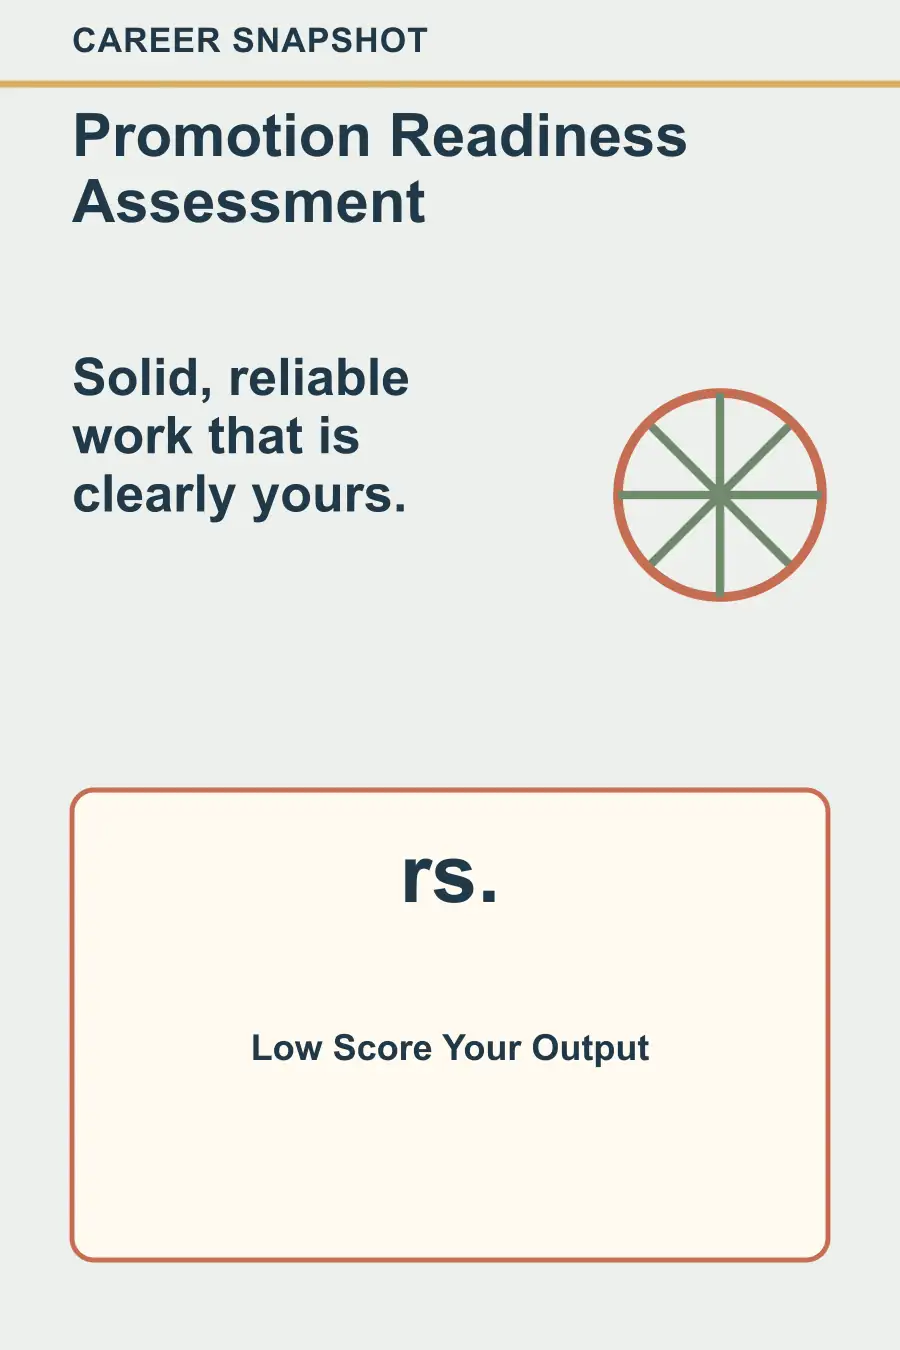 CAREER SNAPSHOT
Promotion Readiness
Assessment
Solid, reliable
work that is
clearly yours.
rs.
Low Score Your Output